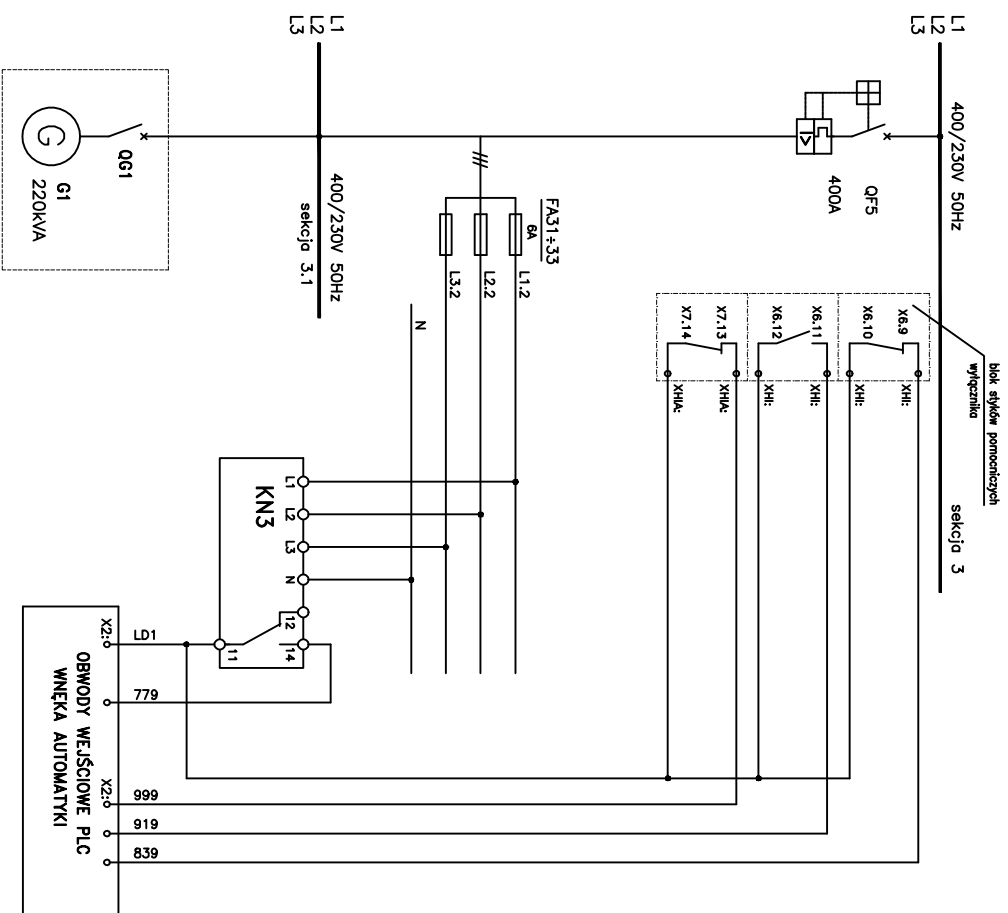 L1
L2
L3
400/230V 50Hz
sekcja 3
QF5
400A
blok styków pomocniczych
wyłącznika
X6.9
X6.10
X6.11
X6.12
X7.13
X7.14
XHI:
XHI:
XHI:
XHI:
XHIA:
XHIA:
FA31÷33
6A
L1.2
L2.2
L3.2
N
L1
L2
L3
400/230V 50Hz
sekcja 3.1
QG1
G
G1
220kVA
KN3
L1
L2
L3
N
12
14
11
X2:
LD1
779
X2:
999
919
839
OBWODY WEJŚCIOWE PLC
WNĘKA AUTOMATYKI